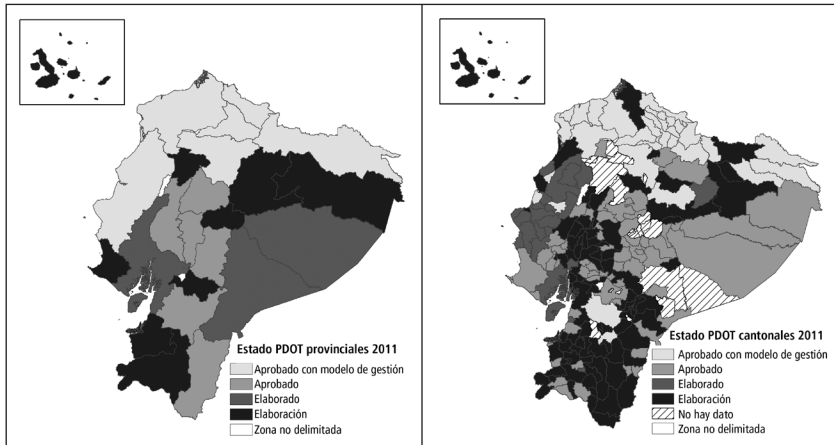 Estado PDOT provinciales 2011
Aprobado con modelo de gestión
Aprobado
Elaborado
Elaboración
Zona no delimitada
Estado PDOT cantonales 2011
Aprobado con modelo de gestión
Aprobado
Elaborado
Elaboración
No hay dato
Zona no delimitada